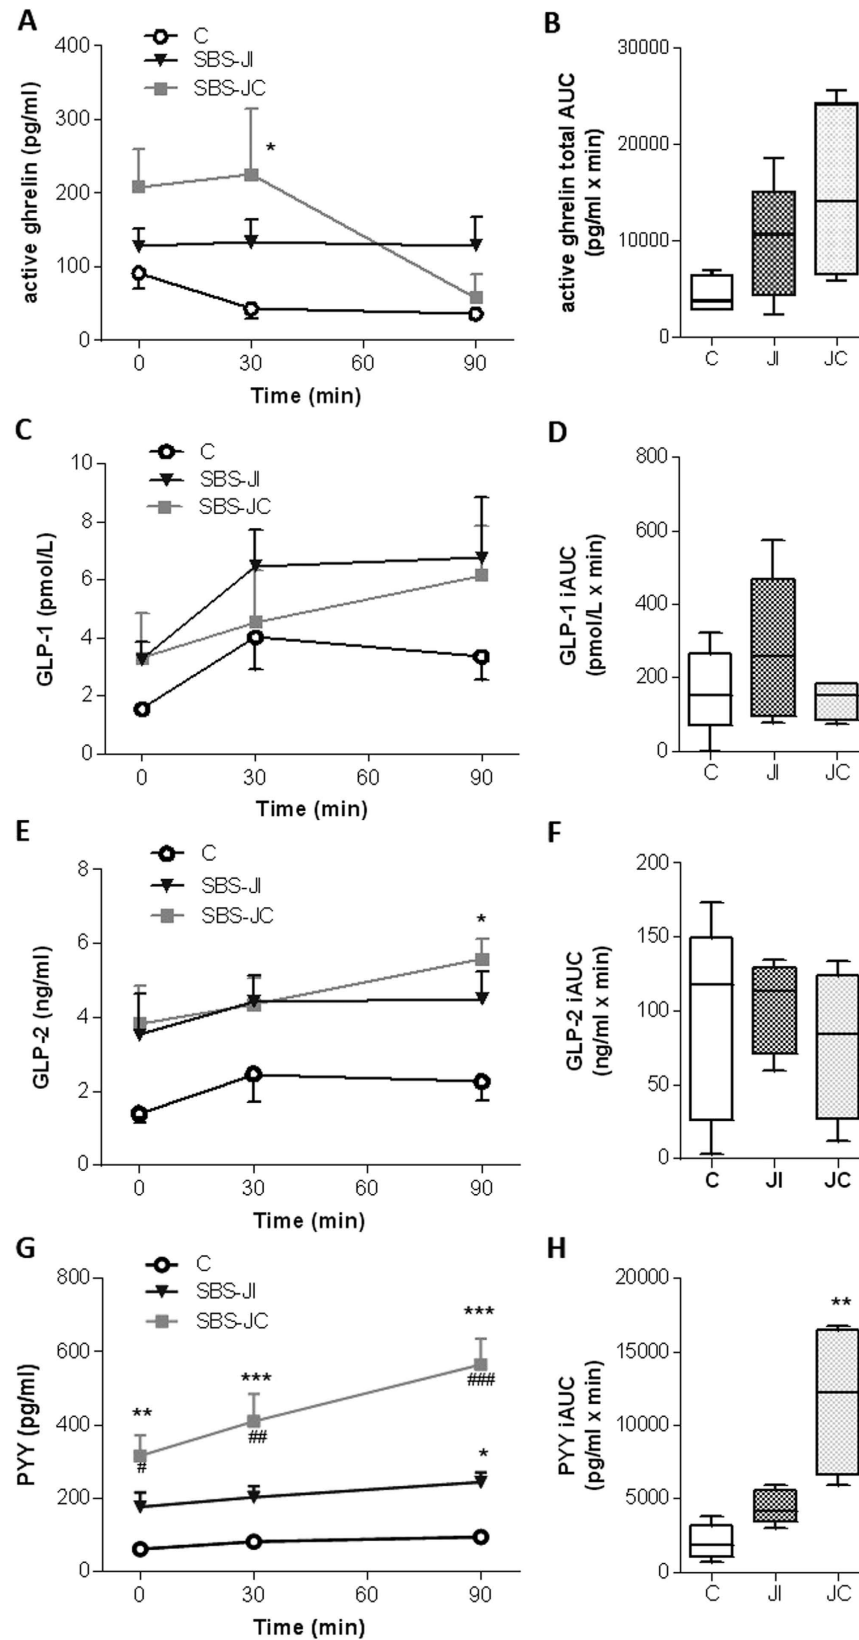 A
C
SBS-JI
SBS-JC
400
300
200
100
0
active ghrelin (pg/ml)
*
0 30 60 90
Time (min)
B
30000
20000
10000
0
active ghrelin total AUC
(pg/ml x min)
C JI JC
C
C
SBS-JI
SBS-JC
10
8
6
4
2
0
GLP-1 (pmol/L)
0 30 60 90
Time (min)
D
800
600
400
200
0
GLP-1 iAUC
(pmol/L x min)
C JI JC
E
C
SBS-JI
SBS-JC
8
6
4
2
0
GLP-2 (ng/ml)
*
0 30 60 90
Time (min)
F
200
150
100
50
0
GLP-2 iAUC
(ng/ml x min)
C JI JC
G
C
SBS-JI
SBS-JC
800
600
400
200
0
PYY (pg/ml)
**
#
***
##
***
###
*
0 30 60 90
Time (min)
H
20000
15000
10000
5000
0
PYY iAUC
(pg/ml x min)
**
C JI JC